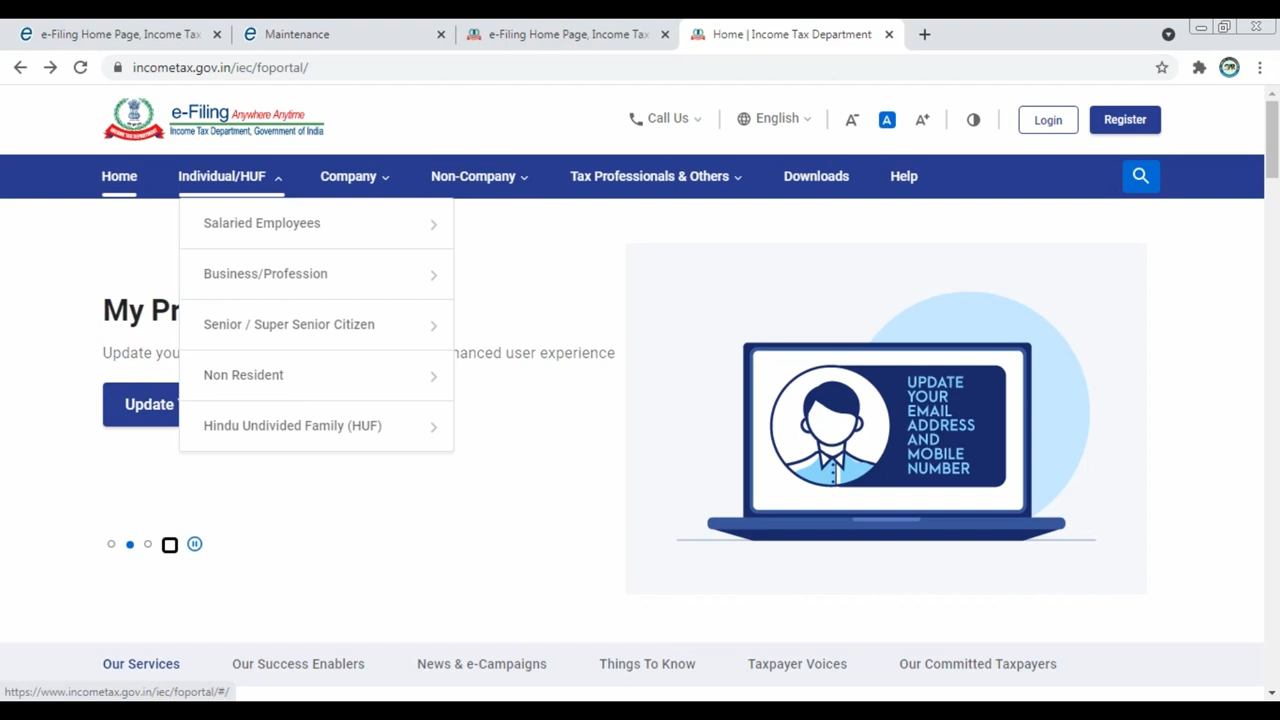 e-Filing Home Page, Income Tax
Maintenance
e-Filing Home Page, Income Tax
Home | Income Tax Department
incometax.gov.in/iec/foportal/
e-Filing Anywhere Anytime
Income Tax Department, Government of India
Call Us
English
A-
A
A+
Login
Register
Home
Individual/HUF
Company
Non-Company
Tax Professionals & Others
Downloads
Help
Salaried Employees
Business/Profession
Senior / Super Senior Citizen
Non Resident
Hindu Undivided Family (HUF)
My Pr
Update you
hanced user experience
Update
UPDATE
YOUR
EMAIL
ADDRESS
AND
MOBILE
NUMBER
Our Services
Our Success Enablers
News & e-Campaigns
Things To Know
Taxpayer Voices
Our Committed Taxpayers
https://www.incometax.gov.in/iec/foportal/#/